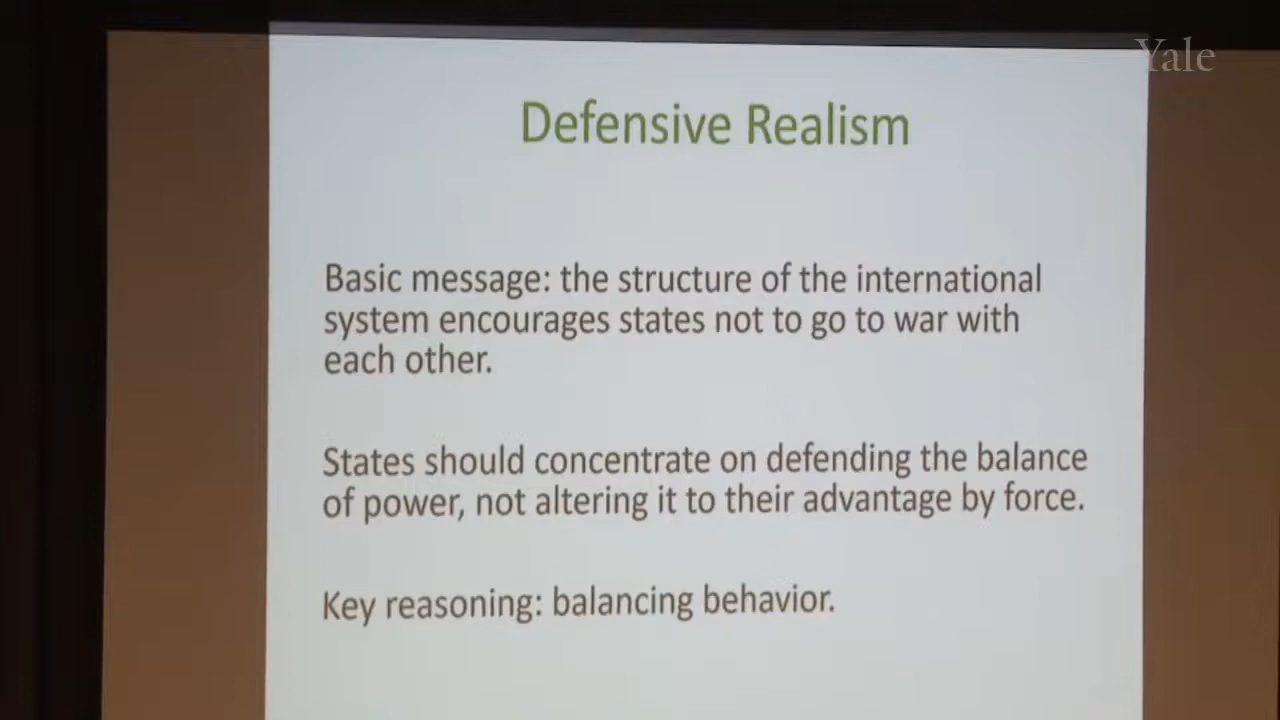 Yale
Defensive Realism
Basic message: the structure of the international
system encourages states not to go to war with
each other.
States should concentrate on defending the balance
of power, not altering it to their advantage by force.
Key reasoning: balancing behavior.